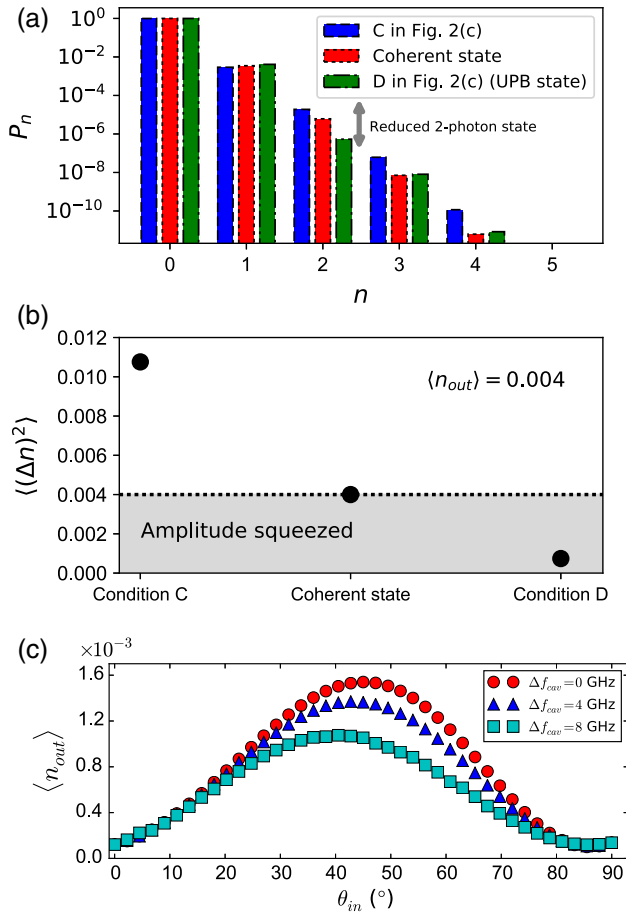 (a)
10^0
10^-2
10^-4
10^-6
10^-8
10^-10
P_n
C in Fig. 2(c)
Coherent state
D in Fig. 2(c) (UPB state)
Reduced 2-photon state
0 1 2 3 4 5
n
(b)
0.012
0.010
0.008
0.006
0.004
0.002
0.000
⟨(Δn)^2⟩
⟨n_out⟩ = 0.004
Amplitude squeezed
Condition C Coherent state Condition D
(c)
×10^-3
1.6
1.2
0.8
0.4
0.0
⟨n_out⟩
Δf_cav=0 GHz
Δf_cav=4 GHz
Δf_cav=8 GHz
0 10 20 30 40 50 60 70 80 90
θ_in (°)